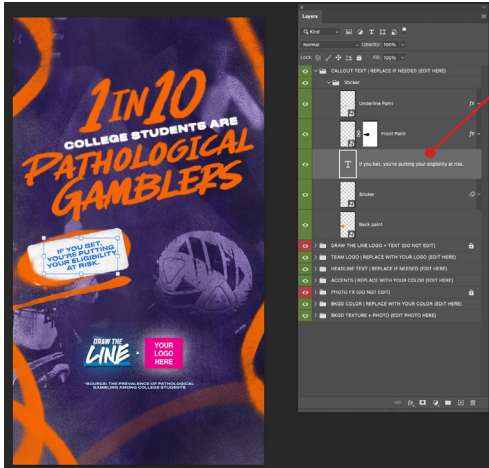 1 IN 10
COLLEGE STUDENTS ARE
PATHOLOGICAL
GAMBLERS
IF YOU BET,
YOU'RE PUTTING
YOUR ELIGIBILITY
AT RISK.
DRAW THE
LINE
YOUR
LOGO
HERE
*SOURCE: THE PREVALENCE OF PATHOLOGICAL
GAMBLING AMONG COLLEGE STUDENTS
Layers
Kind
Normal
Opacity: 100%
Lock:
Fill: 100%
CALLOUT TEXT | REPLACE IF NEEDED (EDIT HERE)
Sticker
Underline Paint
fx
Front Paint
fx
T
If you bet, you're putting your eligibility at risk.
Sticker
Back paint
DRAW THE LINE LOGO + TEXT (DO NOT EDIT)
TEAM LOGO | REPLACE WITH YOUR LOGO (EDIT HERE)
HEADLINE TEXT | REPLACE IF NEEDED (EDIT HERE)
ACCENTS | REPLACE WITH YOUR COLOR (EDIT HERE)
PHOTO FX (DO NOT EDIT)
BKGD COLOR | REPLACE WITH YOUR COLOR (EDIT HERE)
BKGD TEXTURE + PHOTO (EDIT PHOTO HERE)
fx